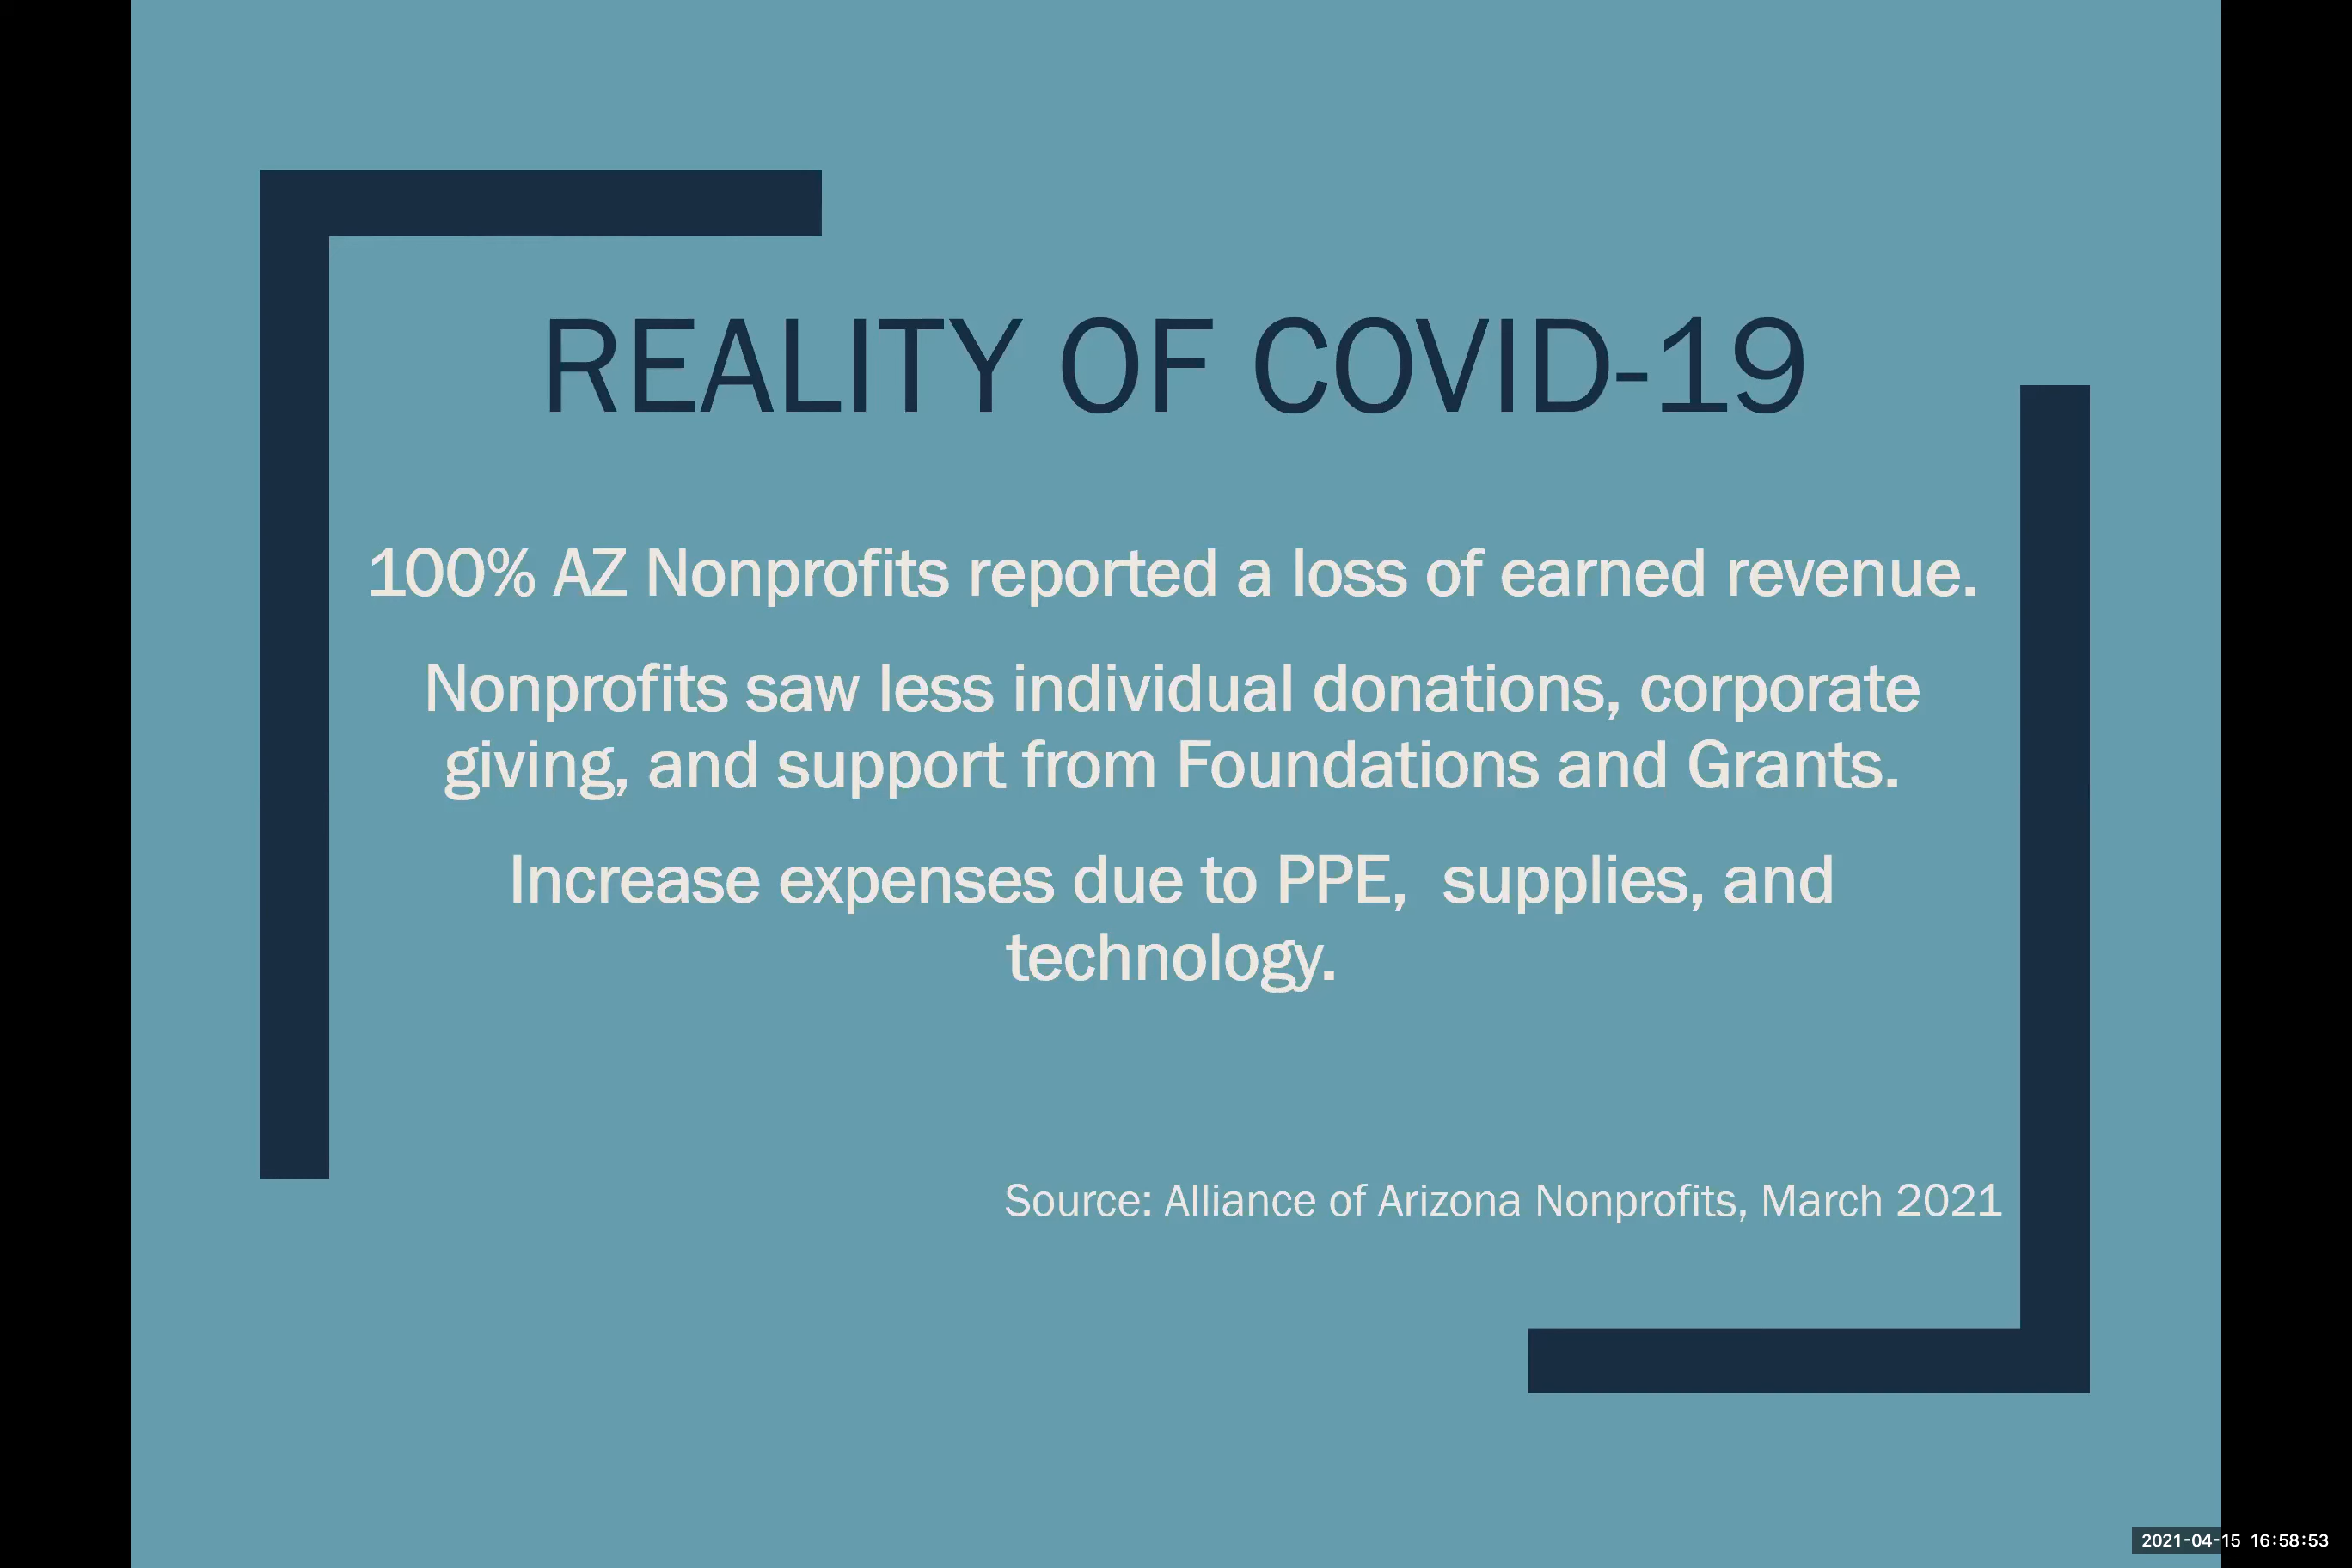 REALITY OF COVID-19
100% AZ Nonprofits reported a loss of earned revenue.
Nonprofits saw less individual donations, corporate
giving, and support from Foundations and Grants.
Increase expenses due to PPE,  supplies, and
technology.
Source: Alliance of Arizona Nonprofits, March 2021
2021-04-15 16:58:53